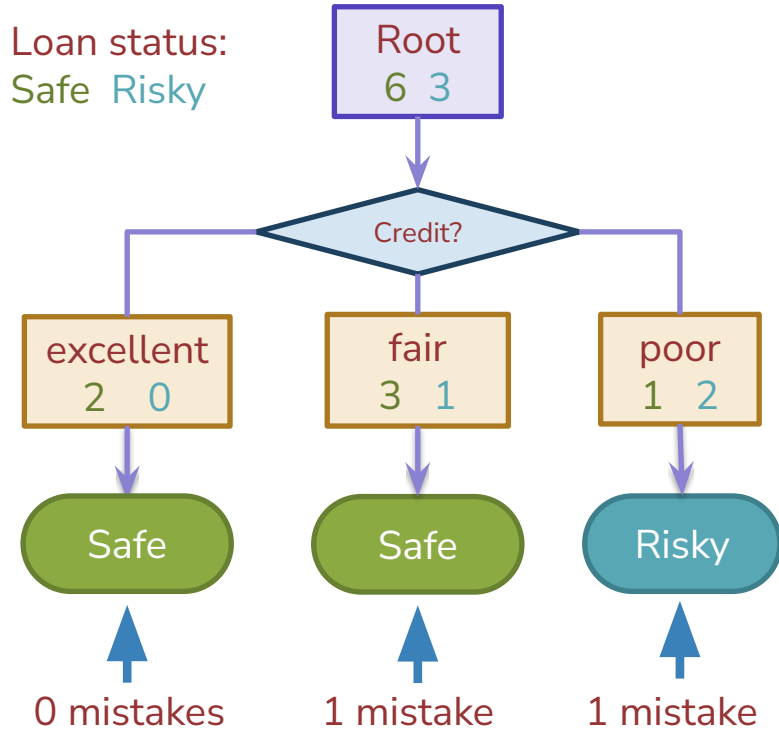 Loan status:
Safe Risky
Root
6 3
Credit?
excellent
2 0
fair
3 1
poor
1 2
Safe
Safe
Risky
0 mistakes
1 mistake
1 mistake